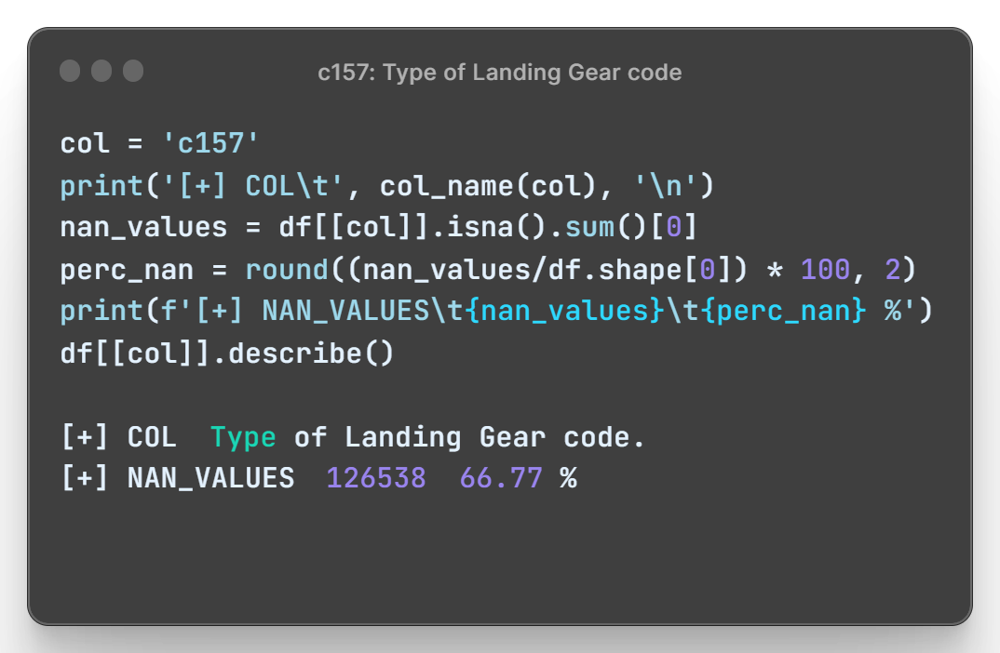 c157: Type of Landing Gear code
col = 'c157'
print('[+] COL\t', col_name(col), '\n')
nan_values = df[[col]].isna().sum()[0]
perc_nan = round((nan_values/df.shape[0]) * 100, 2)
print(f'[+] NAN_VALUES\t{nan_values}\t{perc_nan} %')
df[[col]].describe()
[+] COL  Type of Landing Gear code.
[+] NAN_VALUES  126538  66.77 %